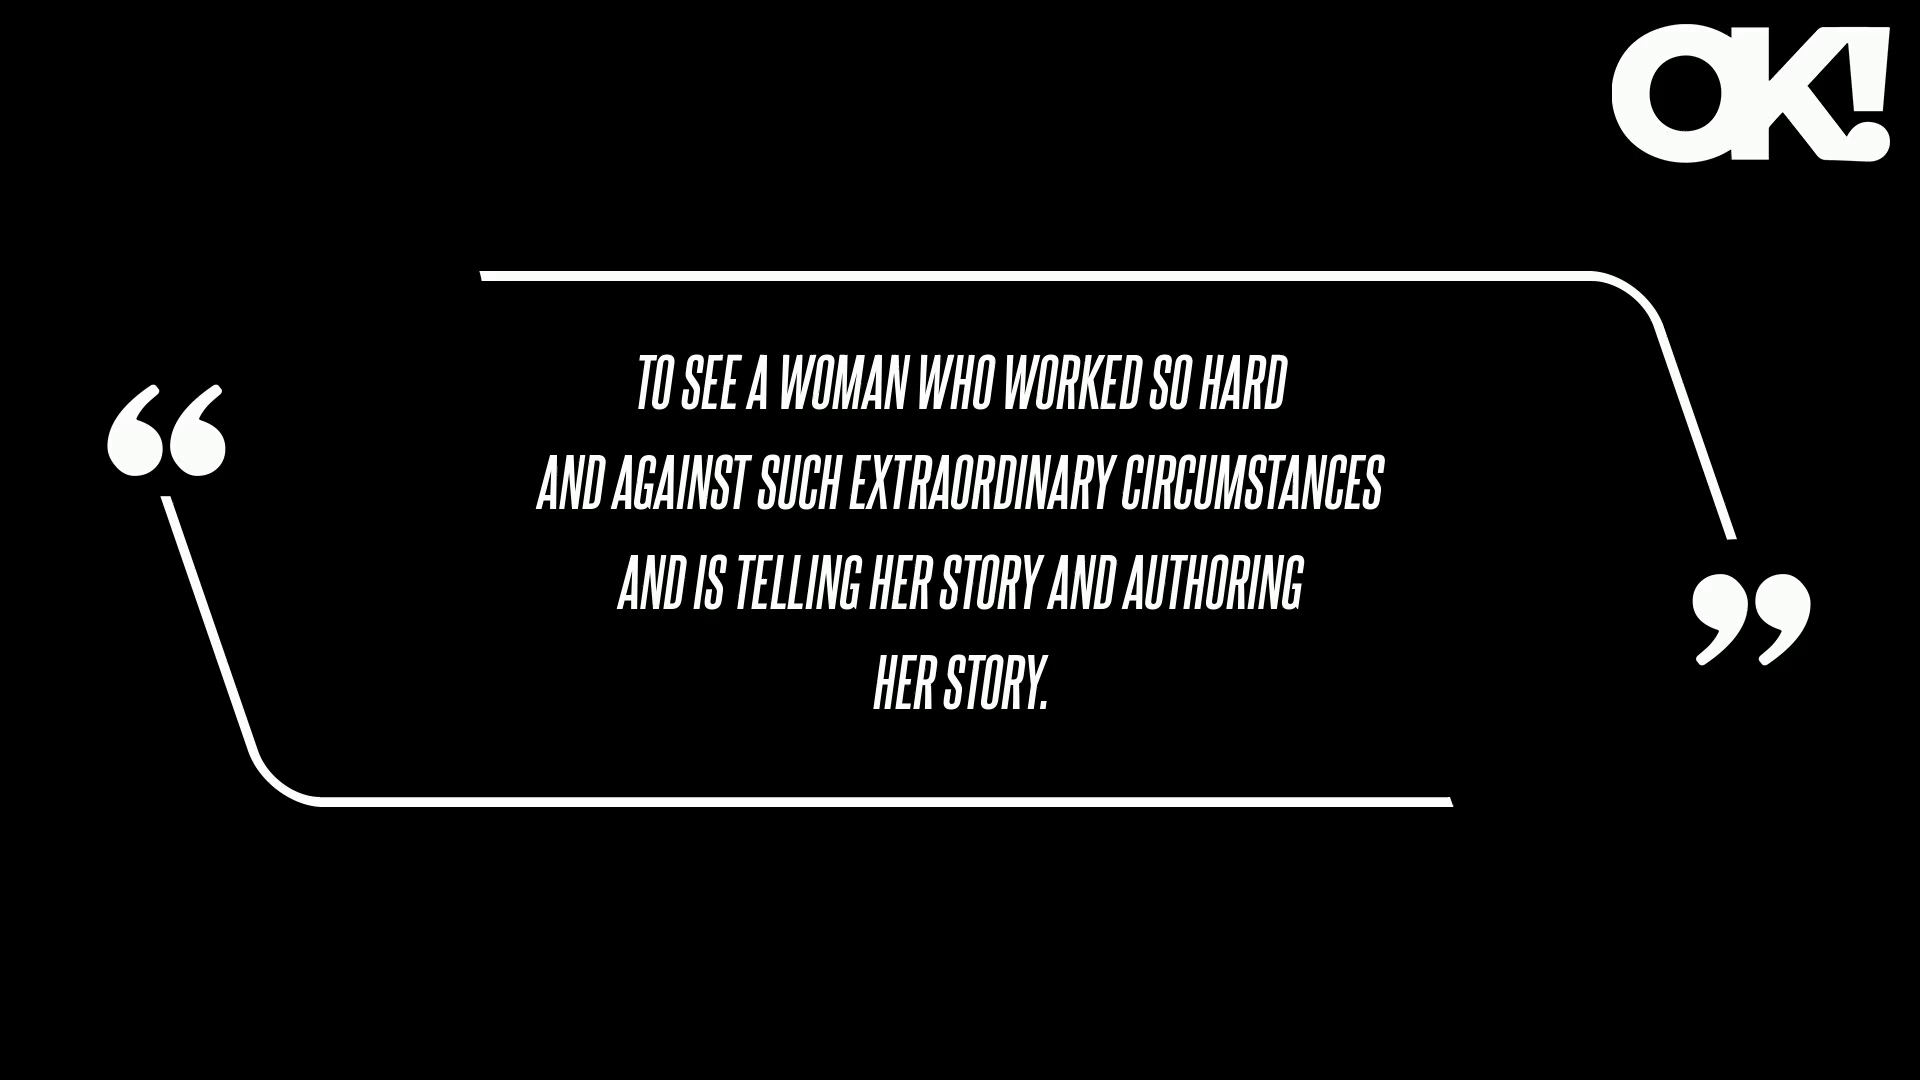 OK!
“
TO SEE A WOMAN WHO WORKED SO HARD
AND AGAINST SUCH EXTRAORDINARY CIRCUMSTANCES
AND IS TELLING HER STORY AND AUTHORING
HER STORY.
”